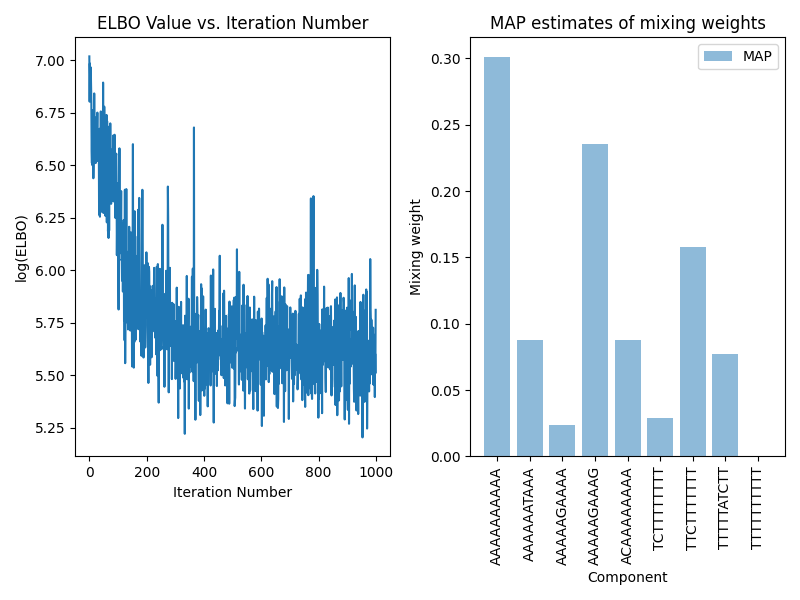 ELBO Value vs. Iteration Number
7.00
6.75
6.50
6.25
6.00
5.75
5.50
5.25
log(ELBO)
0 200 400 600 800 1000
Iteration Number
MAP estimates of mixing weights
MAP
0.30
0.25
0.20
0.15
0.10
0.05
0.00
Mixing weight
AAAAAAAAAAA
AAAAAATAAA
AAAAAGAAAA
AAAAAGAAAG
ACAAAAAAAA
TCTTTTTTTT
TTCTTTTTTT
TTTTTATCTT
TTTTTTTTTTT
Component